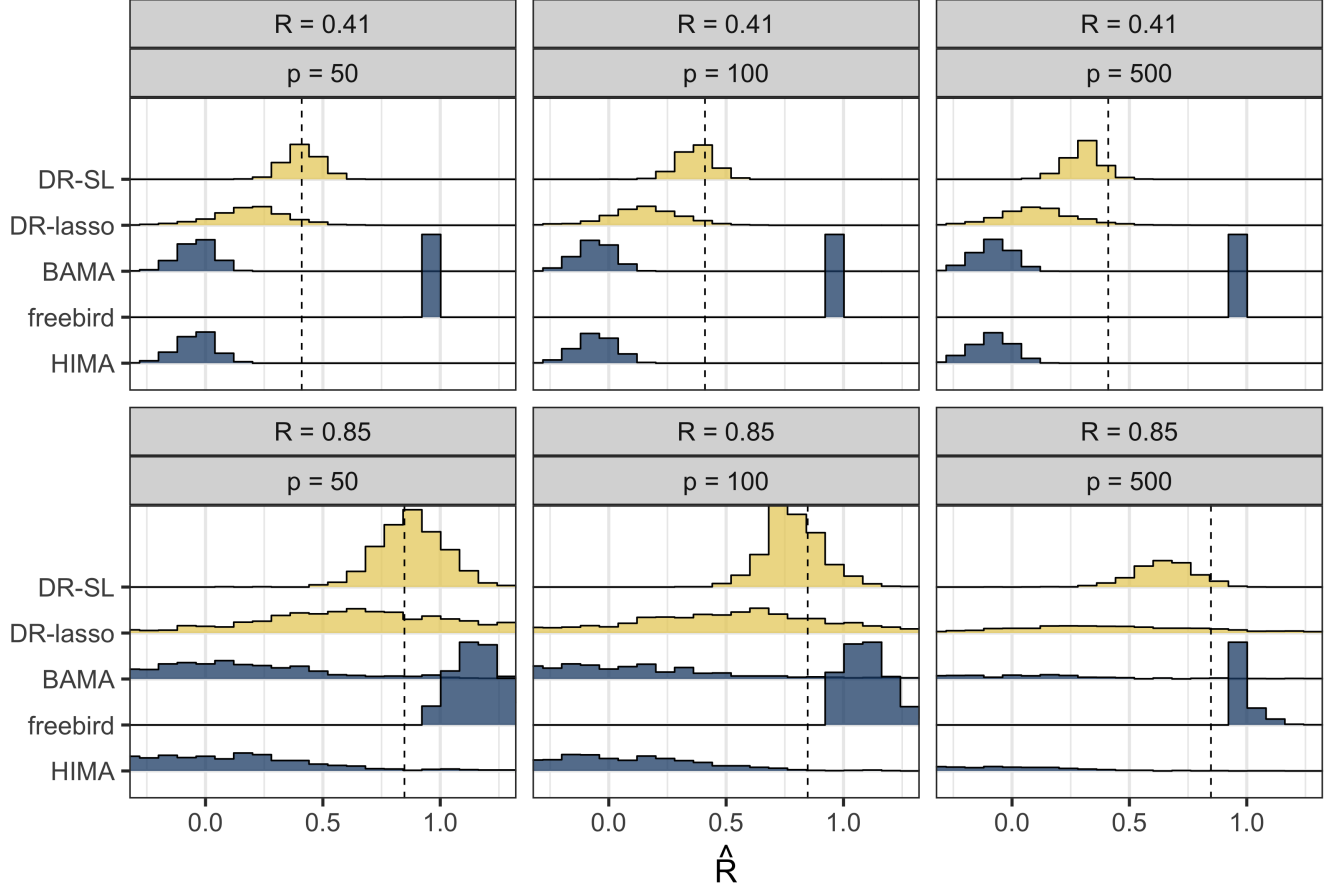 R = 0.41 R = 0.41 R = 0.41
p = 50 p = 100 p = 500
DR-SL
DR-lasso
BAMA
freebird
HIMA
R = 0.85 R = 0.85 R = 0.85
p = 50 p = 100 p = 500
DR-SL
DR-lasso
BAMA
freebird
HIMA
0.0 0.5 1.0 0.0 0.5 1.0 0.0 0.5 1.0
R̂